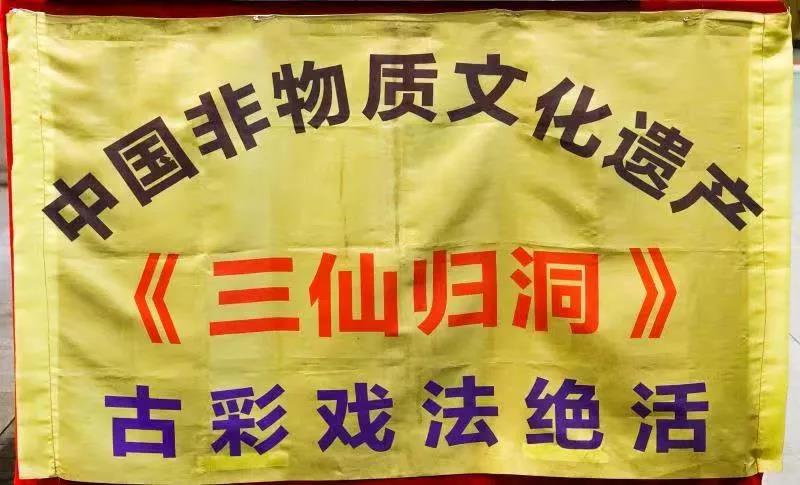 中国非物质文化遗产
《三仙归洞》
古彩戏法绝活